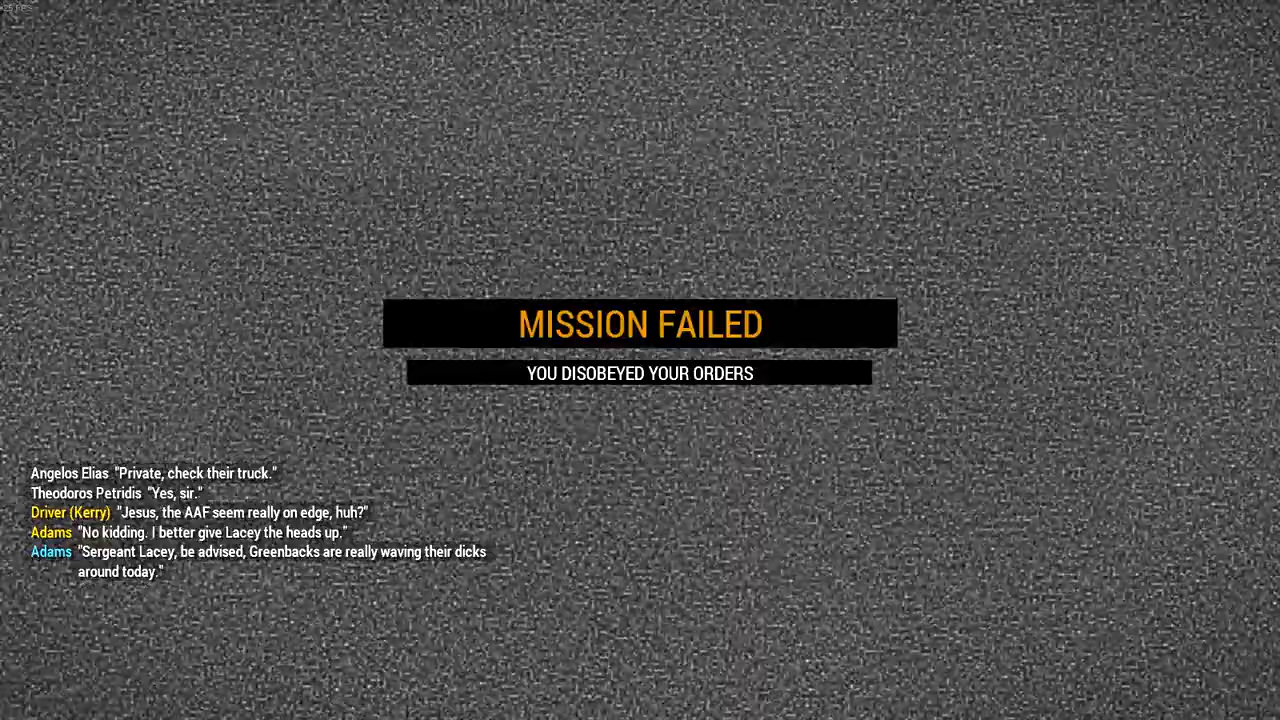 25 FPS
MISSION FAILED
YOU DISOBEYED YOUR ORDERS
Angelos Elias "Private, check their truck."
Theodoros Petridis "Yes, sir."
Driver (Kerry) "Jesus, the AAF seem really on edge, huh?"
Adams "No kidding. I better give Lacey the heads up."
Adams "Sergeant Lacey, be advised, Greenbacks are really waving their dicks
around today."